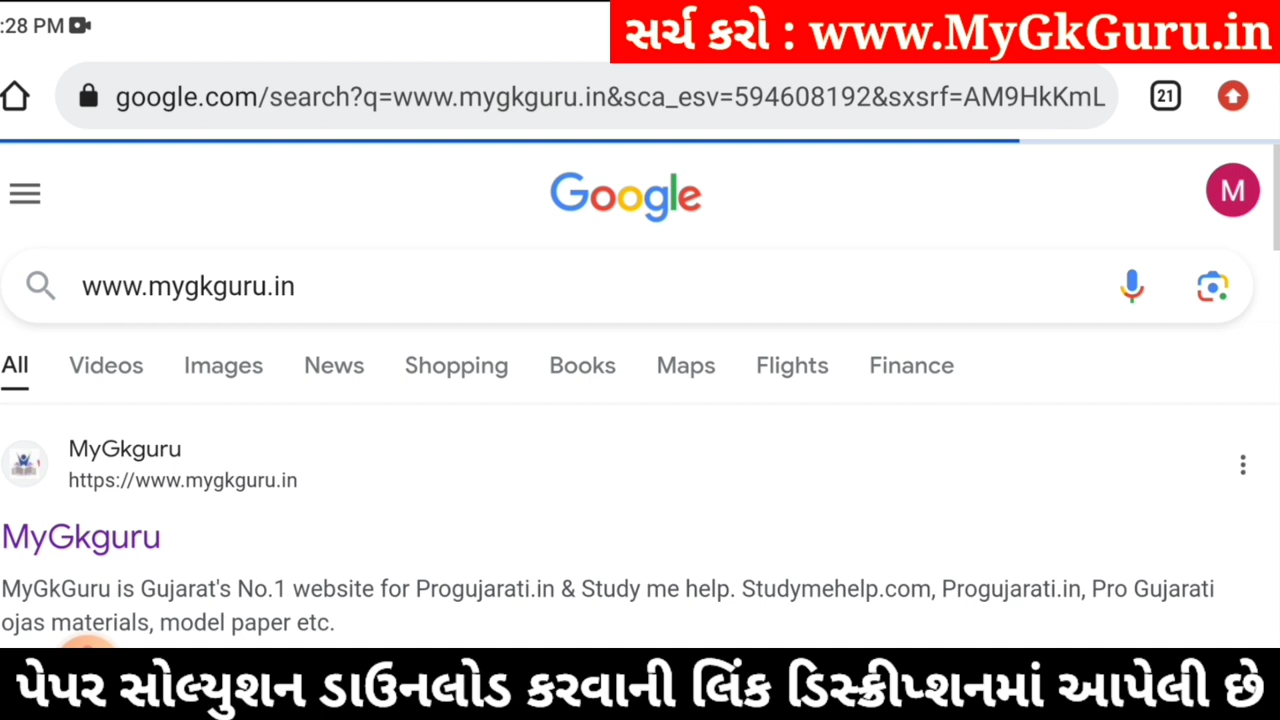 :28 PM
સર્ચ કરો : www.MyGkGuru.in
google.com/search?q=www.mygkguru.in&sca_esv=594608192&sxsrf=AM9HkKmL
21
Google
M
www.mygkguru.in
All Videos Images News Shopping Books Maps Flights Finance
MyGkguru
https://www.mygkguru.in
MyGkguru
MyGkGuru is Gujarat's No.1 website for Progujarati.in & Study me help. Studymehelp.com, Progujarati.in, Pro Gujarati
ojas materials, model paper etc.
પેપર સોલ્યુશન ડાઉનલોડ કરવાની લિંક ડિસ્ક્રીપ્શનમાં આપેલી છે